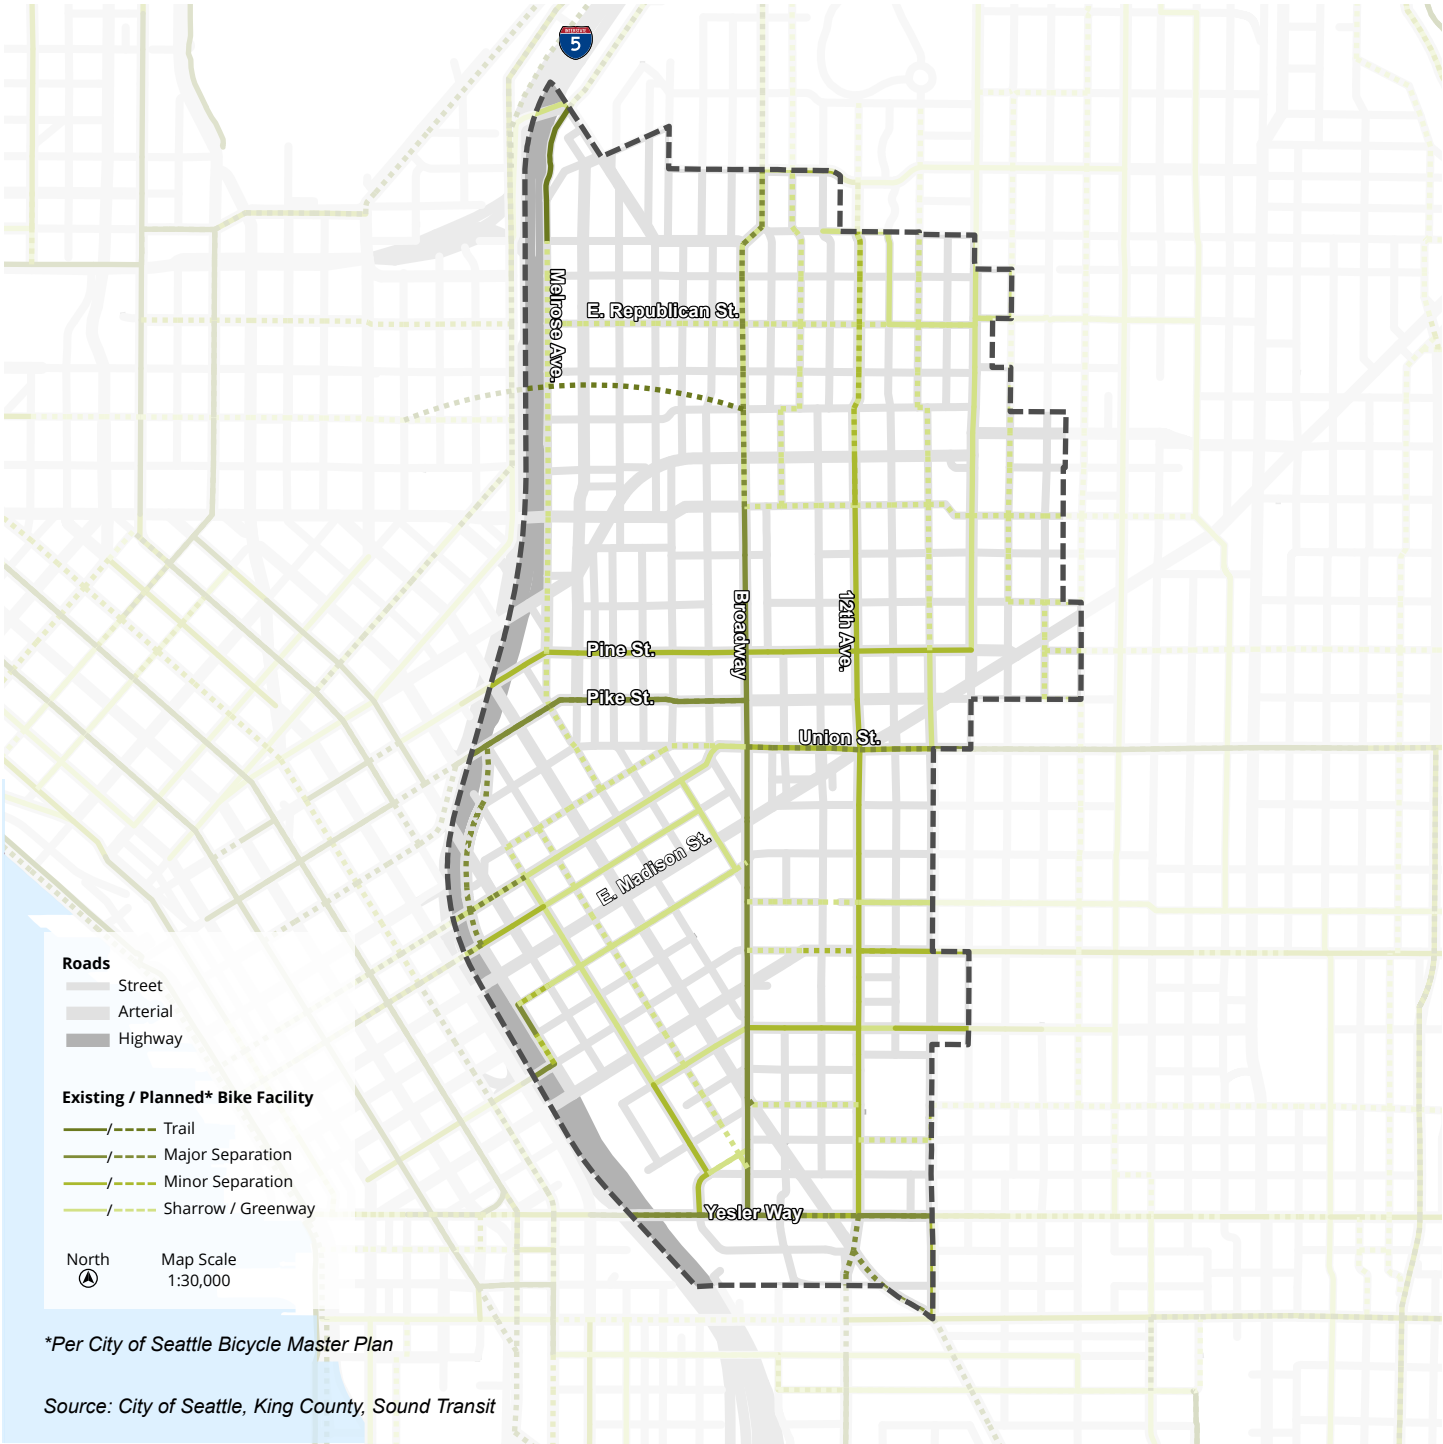 INTERSTATE
5
Melrose Ave.
E. Republican St.
Broadway
12th Ave.
Pine St.
Pike St.
Union St.
E. Madison St.
Yesler Way
Roads
Street
Arterial
Highway
Existing / Planned* Bike Facility
/ Trail
/ Major Separation
/ Minor Separation
/ Sharrow / Greenway
North
Map Scale
1:30,000
*Per City of Seattle Bicycle Master Plan
Source: City of Seattle, King County, Sound Transit